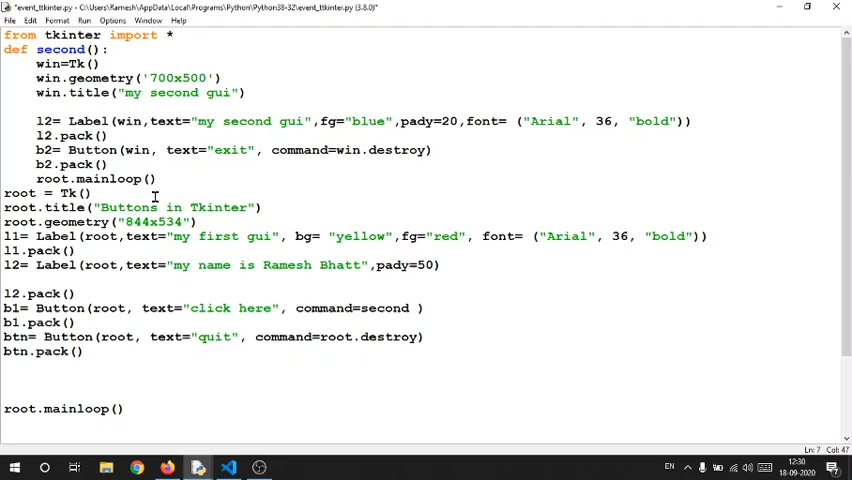 *event_ttkinter.py - C:\Users\Ramesh\AppData\Local\Programs\Python\Python38-32\event_ttkinter.py (3.8.0)*
File Edit Format Run Options Window Help
from tkinter import *
def second():
    win=Tk()
    win.geometry('700x500')
    win.title("my second gui")
    l2= Label(win,text="my second gui",fg="blue",pady=20,font= ("Arial", 36, "bold"))
    l2.pack()
    b2= Button(win, text="exit", command=win.destroy)
    b2.pack()
    root.mainloop()
root = Tk()
root.title("Buttons in Tkinter")
root.geometry("844x534")
l1= Label(root,text="my first gui", bg= "yellow",fg="red", font= ("Arial", 36, "bold"))
l1.pack()
l2= Label(root,text="my name is Ramesh Bhatt",pady=50)
l2.pack()
b1= Button(root, text="click here", command=second )
b1.pack()
btn= Button(root, text="quit", command=root.destroy)
btn.pack()
root.mainloop()
Ln: 7 Col: 47
EN 12:30
18-09-2020